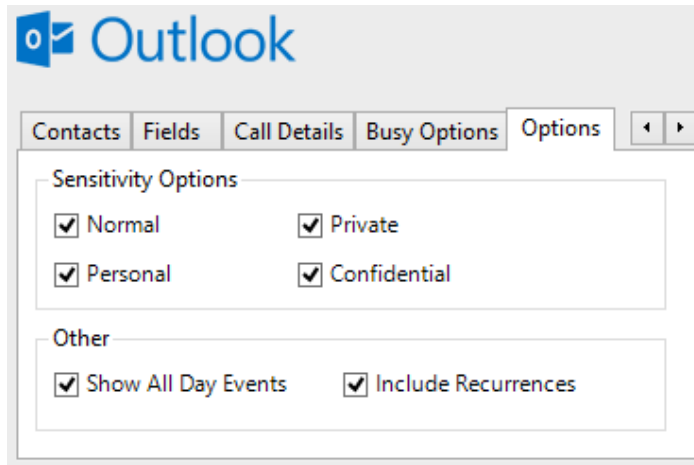 Outlook
Contacts Fields Call Details Busy Options Options
Sensitivity Options
Normal Private
Personal Confidential
Other
Show All Day Events Include Recurrences